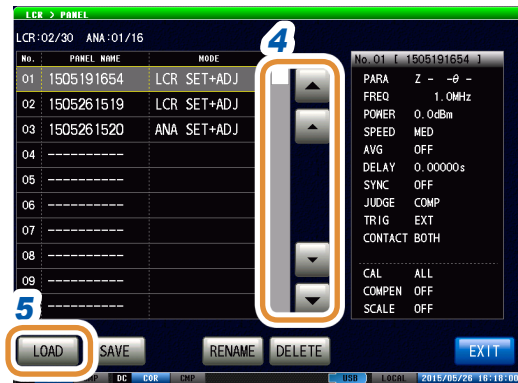 LCR > PANEL
LCR:02/30 ANA:01/16
4
No. PANEL NAME MODE
01 1505191654 LCR SET+ADJ
02 1505261519 LCR SET+ADJ
03 1505261520 ANA SET+ADJ
04 ----------
05 ----------
06 ----------
07 ----------
08 ----------
09 ----------
----------
No.01 [ 1505191654 ]
PARA Z - -θ -
FREQ 1.0MHz
POWER 0.0dBm
SPEED MED
AVG OFF
DELAY 0.00000s
SYNC OFF
JUDGE COMP
TRIG EXT
CONTACT BOTH
CAL ALL
COMPEN OFF
SCALE OFF
5
LOAD SAVE RENAME DELETE EXIT
DC COR CMP USB LOCAL 2015/05/26 16:18:00